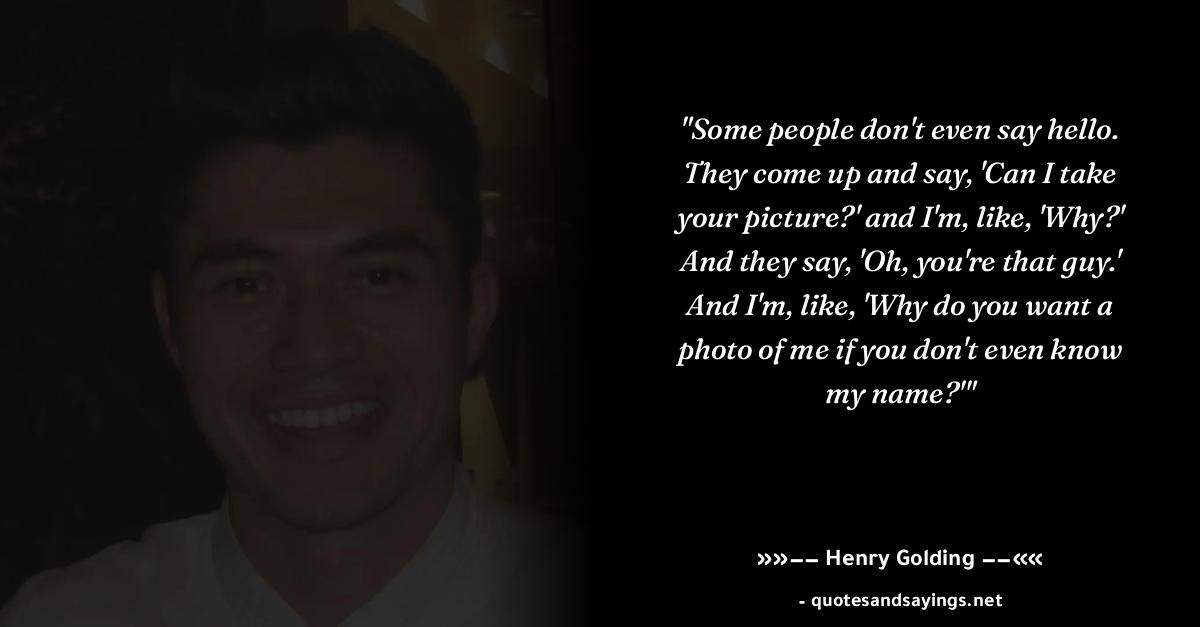 "Some people don't even say hello.
They come up and say, 'Can I take
your picture?' and I'm, like, 'Why?'
And they say, 'Oh, you're that guy.'
And I'm, like, 'Why do you want a
photo of me if you don't even know
my name?'"
»»−− Henry Golding −−««
- quotesandsayings.net